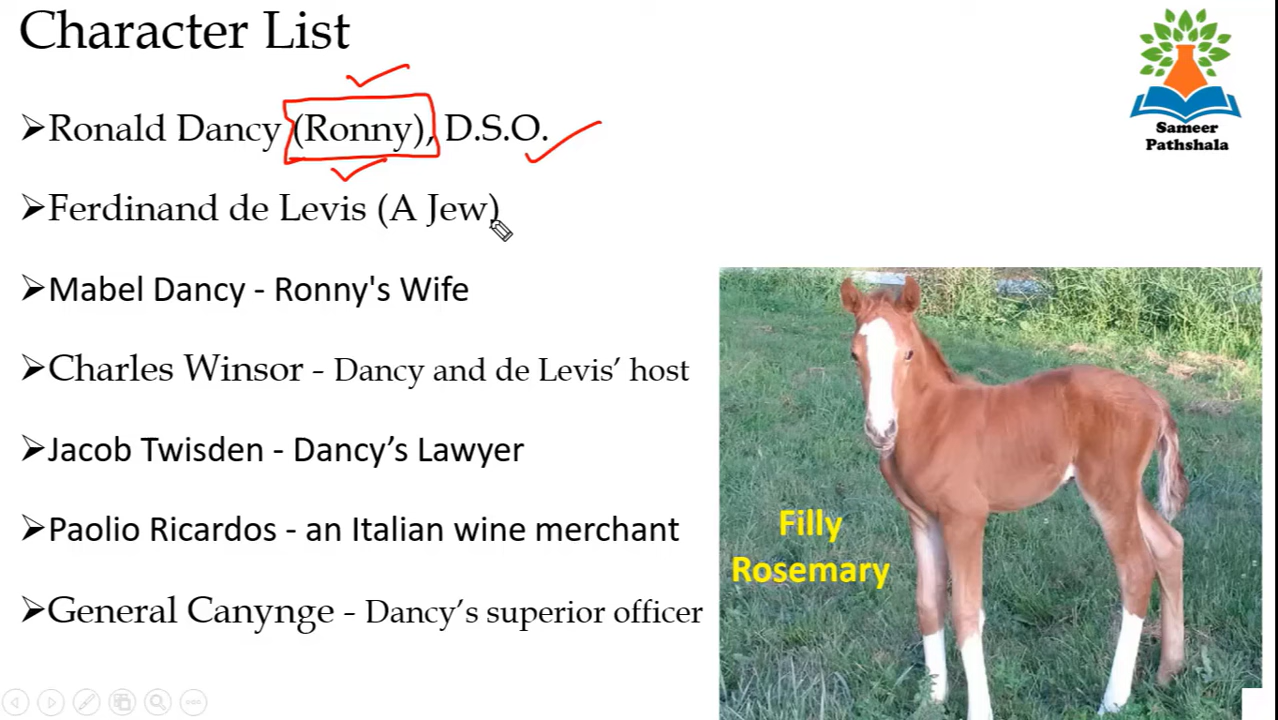 Character List
➢Ronald Dancy (Ronny), D.S.O.
➢Ferdinand de Levis (A Jew)
➢Mabel Dancy - Ronny's Wife
➢Charles Winsor - Dancy and de Levis’ host
➢Jacob Twisden - Dancy’s Lawyer
➢Paolio Ricardos - an Italian wine merchant
➢General Canynge - Dancy’s superior officer
Sameer
Pathshala
Filly
Rosemary